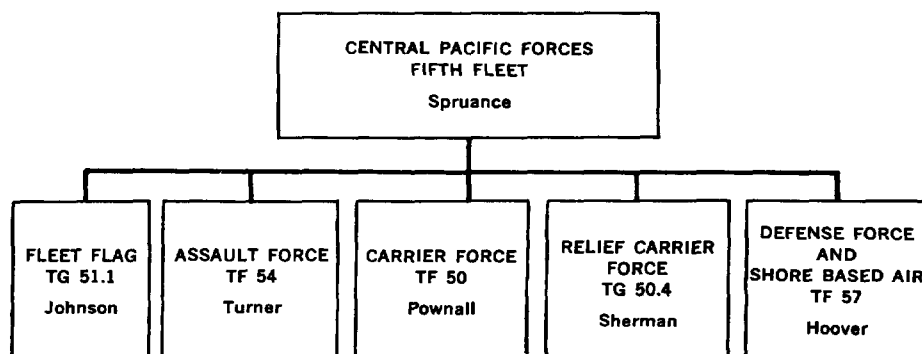 CENTRAL PACIFIC FORCES
FIFTH FLEET
Spruance
FLEET FLAG
TG 51.1
Johnson
ASSAULT FORCE
TF 54
Turner
CARRIER FORCE
TF 50
Pownall
RELIEF CARRIER
FORCE
TG 50.4
Sherman
DEFENSE FORCE
AND
SHORE BASED AIR
TF 57
Hoover